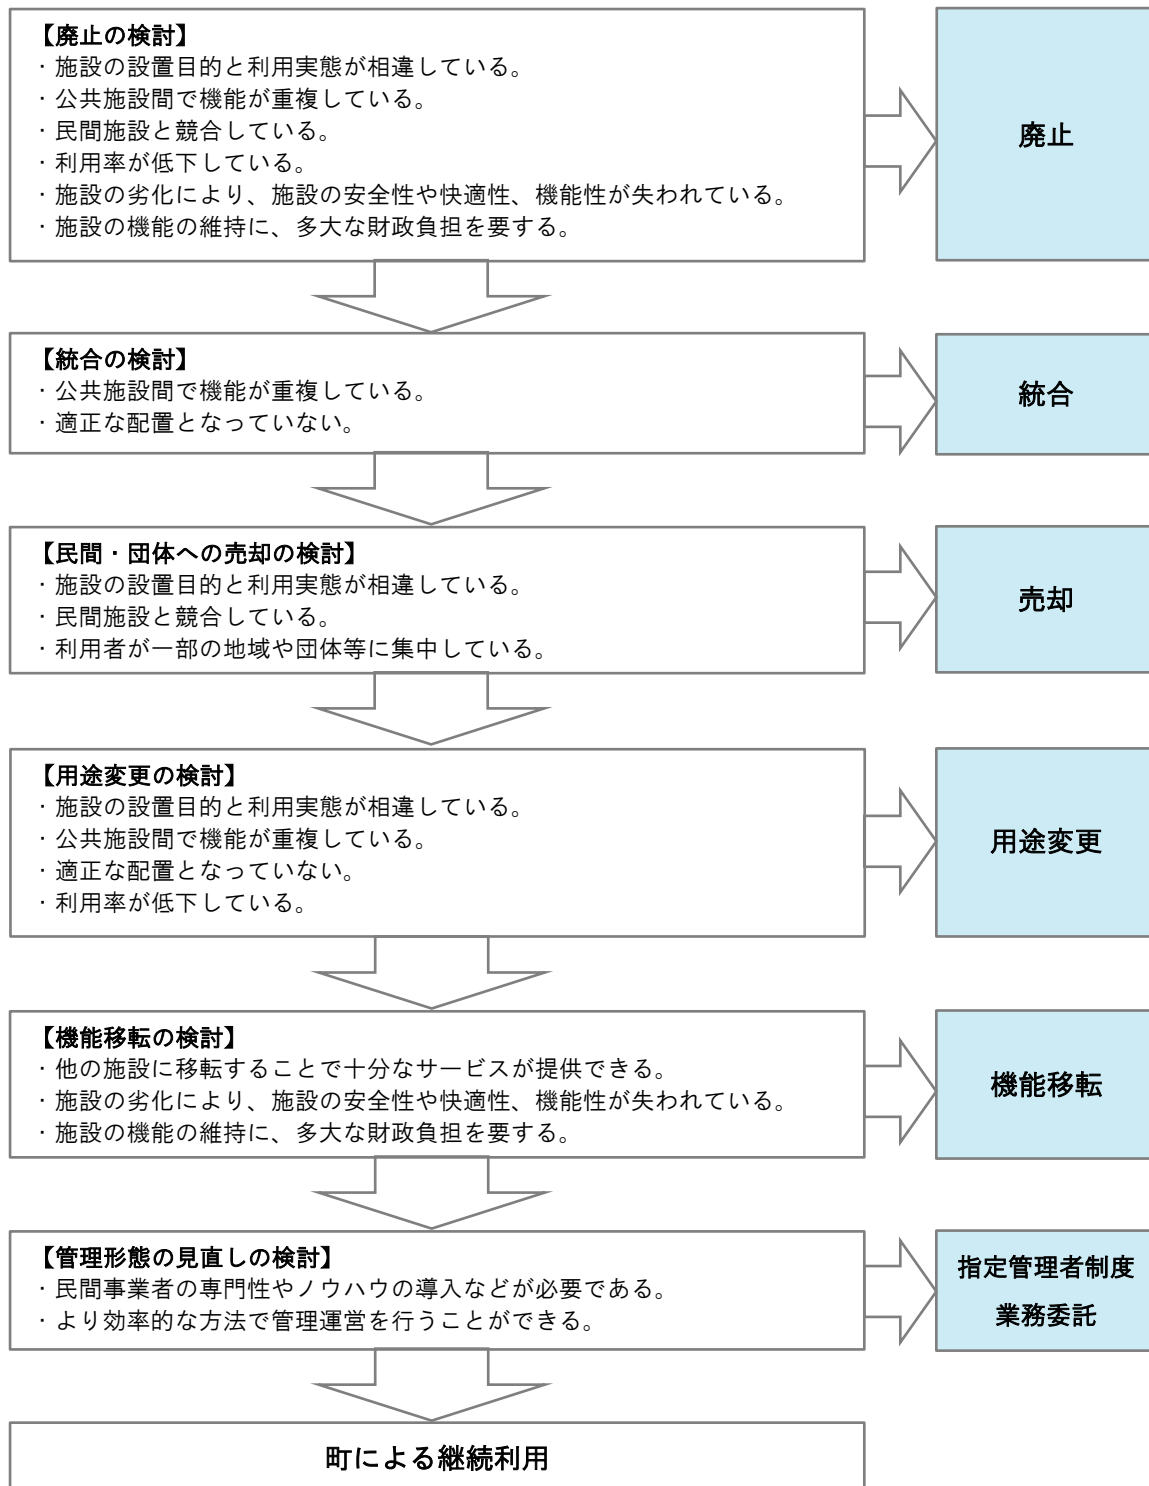 【廃止の検討】
・施設の設置目的と利用実態が相違している。
・公共施設間で機能が重複している。
・民間施設と競合している。
・利用率が低下している。
・施設の劣化により、施設の安全性や快適性、機能性が失われている。
・施設の機能の維持に、多大な財政負担を要する。
廃止
【統合の検討】
・公共施設間で機能が重複している。
・適正な配置となっていない。
統合
【民間・団体への売却の検討】
・施設の設置目的と利用実態が相違している。
・民間施設と競合している。
・利用者が一部の地域や団体等に集中している。
売却
【用途変更の検討】
・施設の設置目的と利用実態が相違している。
・公共施設間で機能が重複している。
・適正な配置となっていない。
・利用率が低下している。
用途変更
【機能移転の検討】
・他の施設に移転することで十分なサービスが提供できる。
・施設の劣化により、施設の安全性や快適性、機能性が失われている。
・施設の機能の維持に、多大な財政負担を要する。
機能移転
【管理形態の見直しの検討】
・民間事業者の専門性やノウハウの導入などが必要である。
・より効率的な方法で管理運営を行うことができる。
指定管理者制度
業務委託
町による継続利用